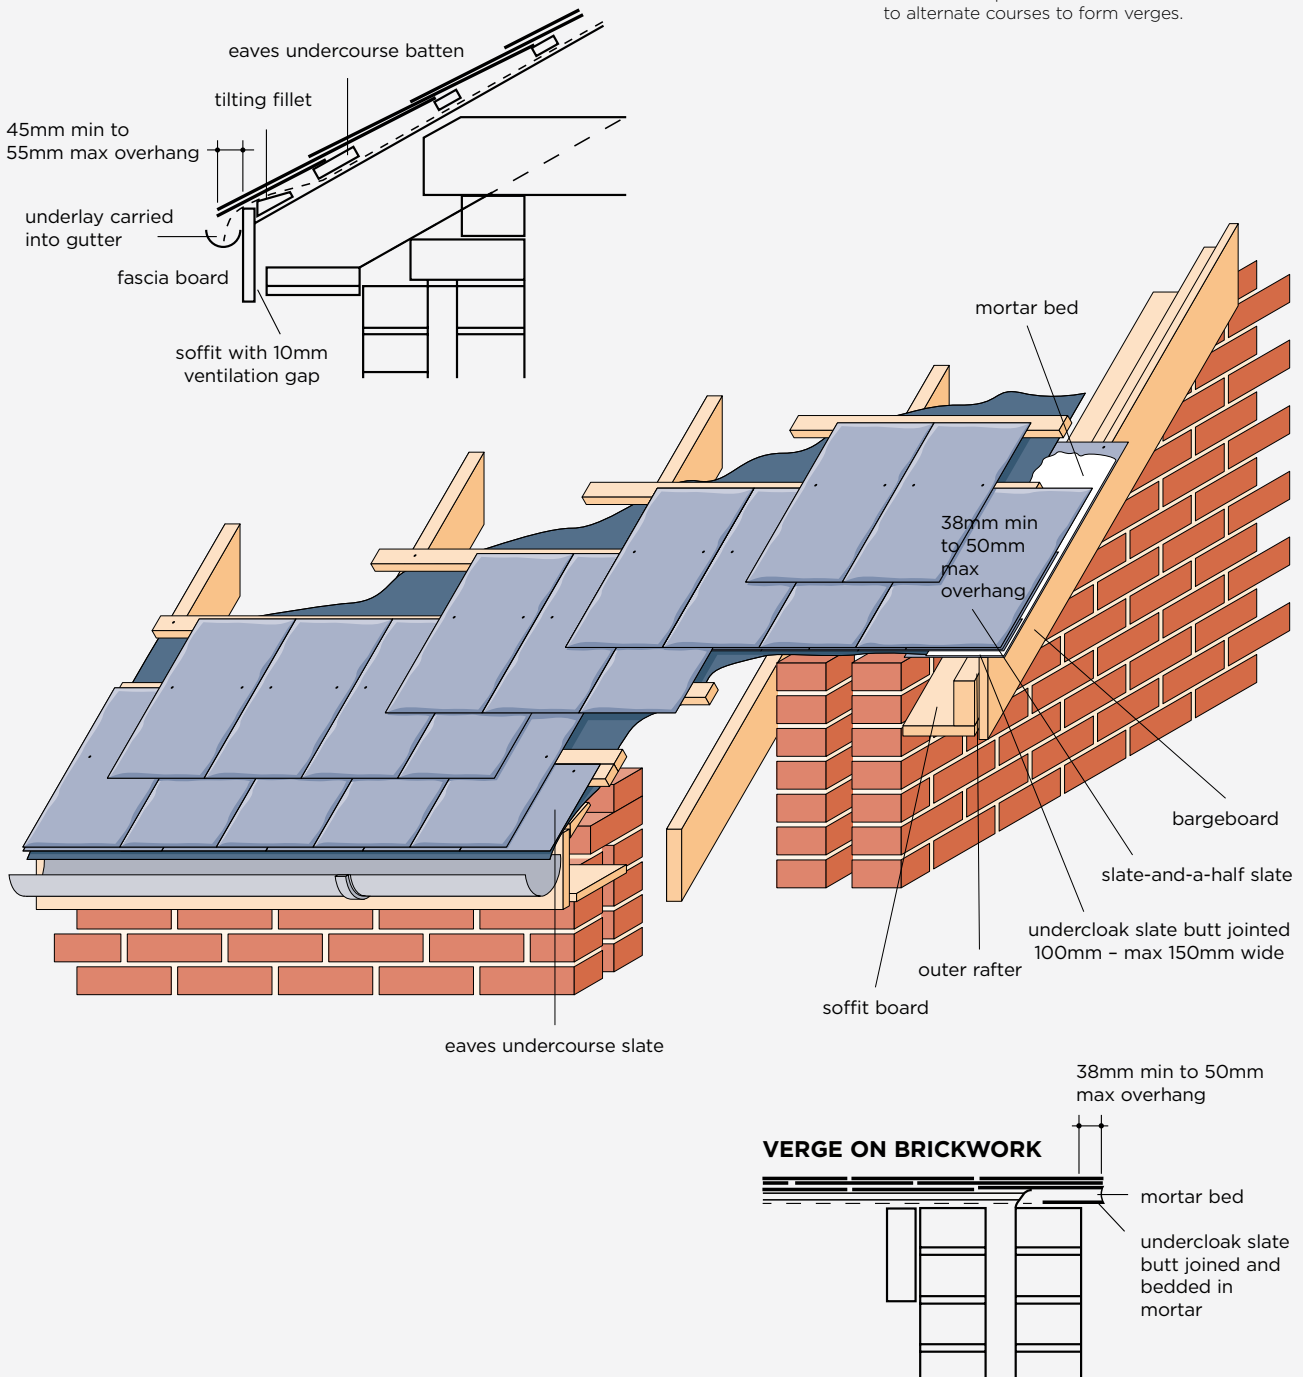 to alternate courses to form verges.
eaves undercourse batten
tilting fillet
45mm min to
55mm max overhang
underlay carried
into gutter
fascia board
soffit with 10mm
ventilation gap
mortar bed
38mm min
to 50mm
max
overhang
bargeboard
slate-and-a-half slate
undercloak slate butt jointed
100mm – max 150mm wide
outer rafter
soffit board
eaves undercourse slate
38mm min to 50mm
max overhang
VERGE ON BRICKWORK
mortar bed
undercloak slate
butt joined and
bedded in
mortar